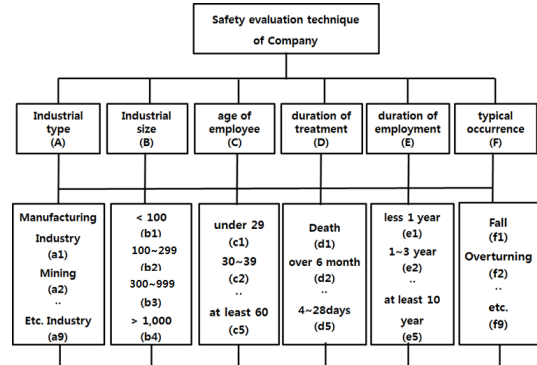 Safety evaluation technique
of Company
Industrial
type
(A)
Industrial
size
(B)
age of
employee
(C)
duration of
treatment
(D)
duration of
employment
(E)
typical
occurrence
(F)
Manufacturing
Industry
(a1)
Mining
(a2)
..
Etc. Industry
(a9)
< 100
(b1)
100~299
(b2)
300~999
(b3)
> 1,000
(b4)
under 29
(c1)
30~39
(c2)
..
at least 60
(c5)
Death
(d1)
over 6 month
(d2)
..
4~28days
(d5)
less 1 year
(e1)
1~3 year
(e2)
..
at least 10
year
(e5)
Fall
(f1)
Overturning
(f2)
..
etc.
(f9)